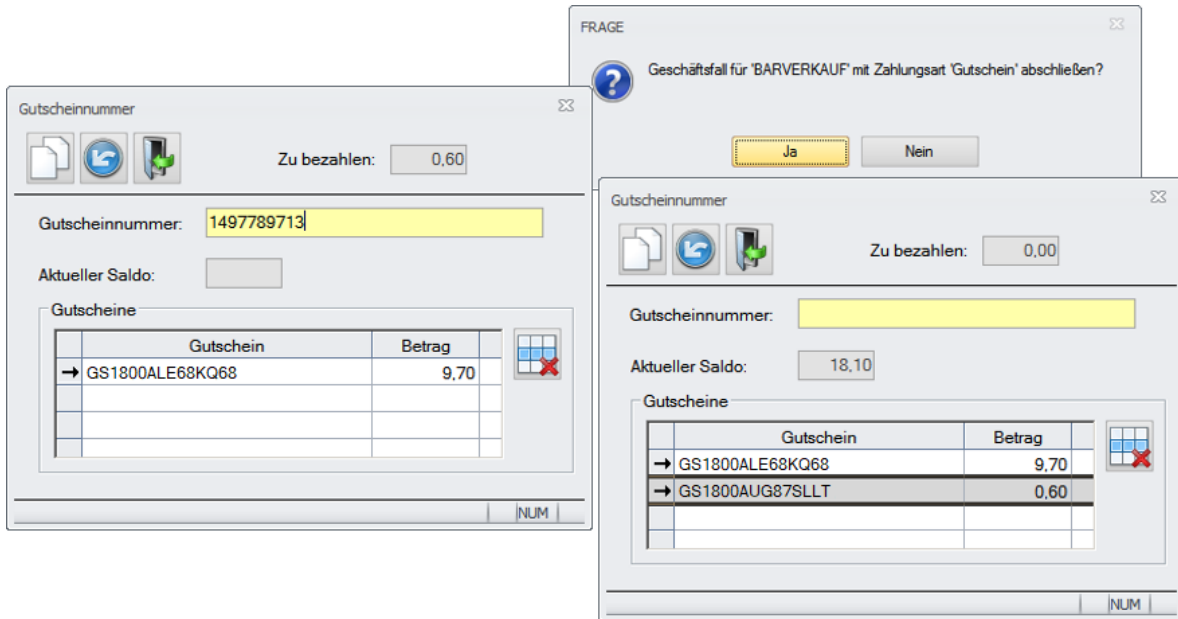 FRAGE
Geschäftsfall für 'BARVERKAUF' mit Zahlungsart 'Gutschein' abschließen?
Ja Nein
Gutscheinnummer
Zu bezahlen: 0,60
Gutscheinnummer: 1497789713
Aktueller Saldo:
Gutscheine
Gutschein Betrag
GS1800ALE68KQ68 9,70
NUM
Gutscheinnummer
Zu bezahlen: 0,00
Gutscheinnummer:
Aktueller Saldo: 18,10
Gutscheine
Gutschein Betrag
GS1800ALE68KQ68 9,70
GS1800AUG87SLLT 0,60
NUM